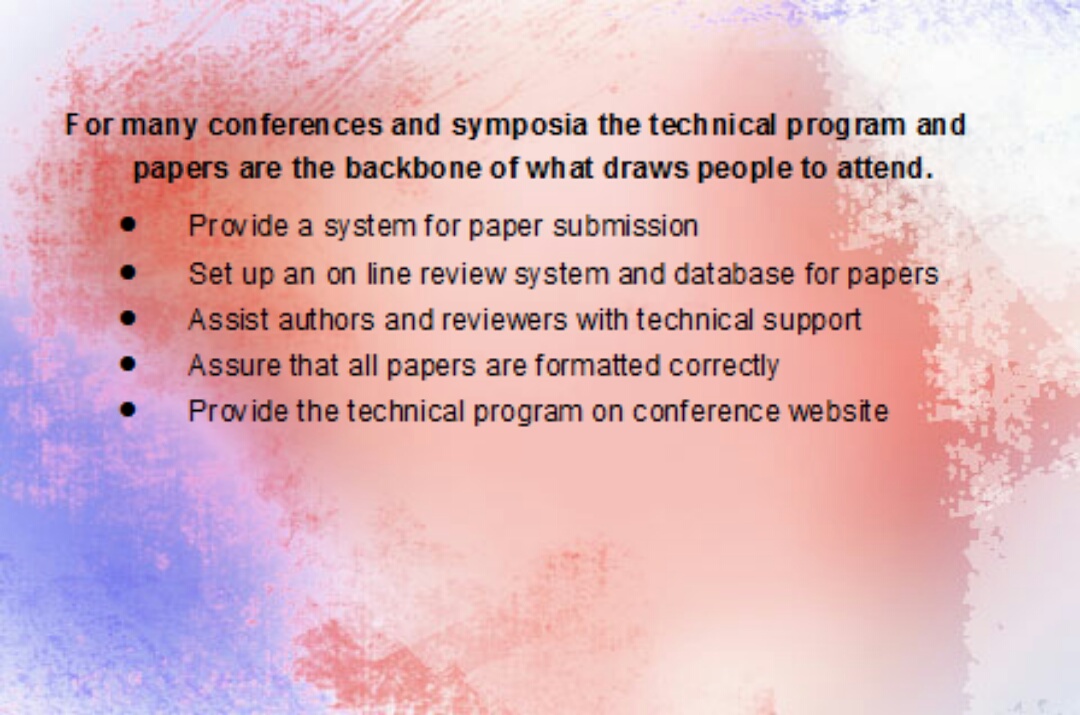 For many conferences and symposia the technical program and
papers are the backbone of what draws people to attend.
● Provide a system for paper submission
● Set up an on line review system and database for papers
● Assist authors and reviewers with technical support
● Assure that all papers are formatted correctly
● Provide the technical program on conference website